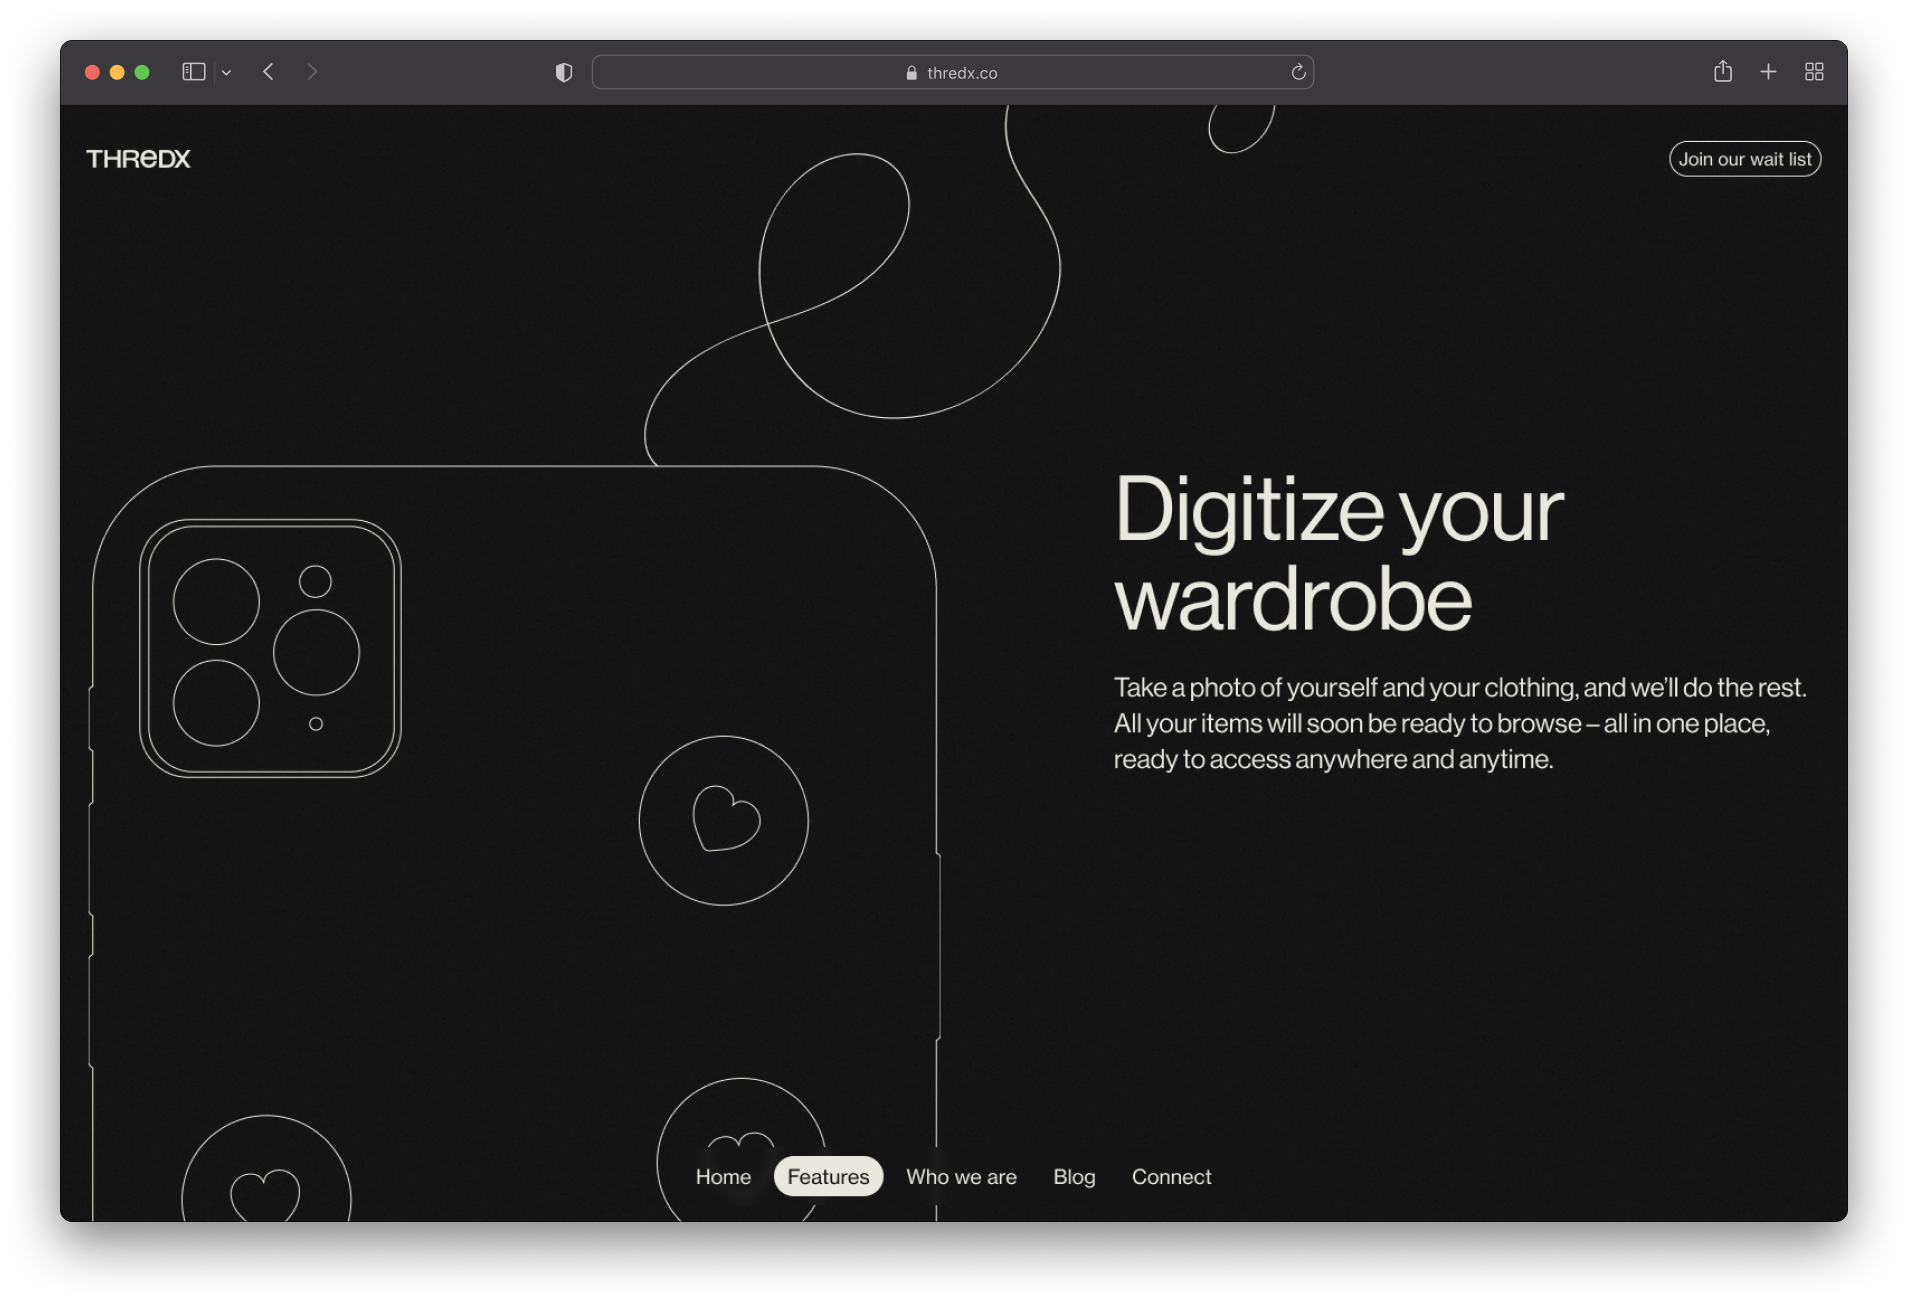 thredx.co
THReDX
Join our wait list
Digitize your
wardrobe
Take a photo of yourself and your clothing, and we’ll do the rest.
All your items will soon be ready to browse – all in one place,
ready to access anywhere and anytime.
Home Features Who we are Blog Connect